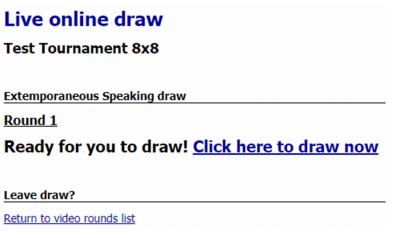 Live online draw
Test Tournament 8x8
Extemporaneous Speaking draw
Round 1
Ready for you to draw! Click here to draw now
Leave draw?
Return to video rounds list